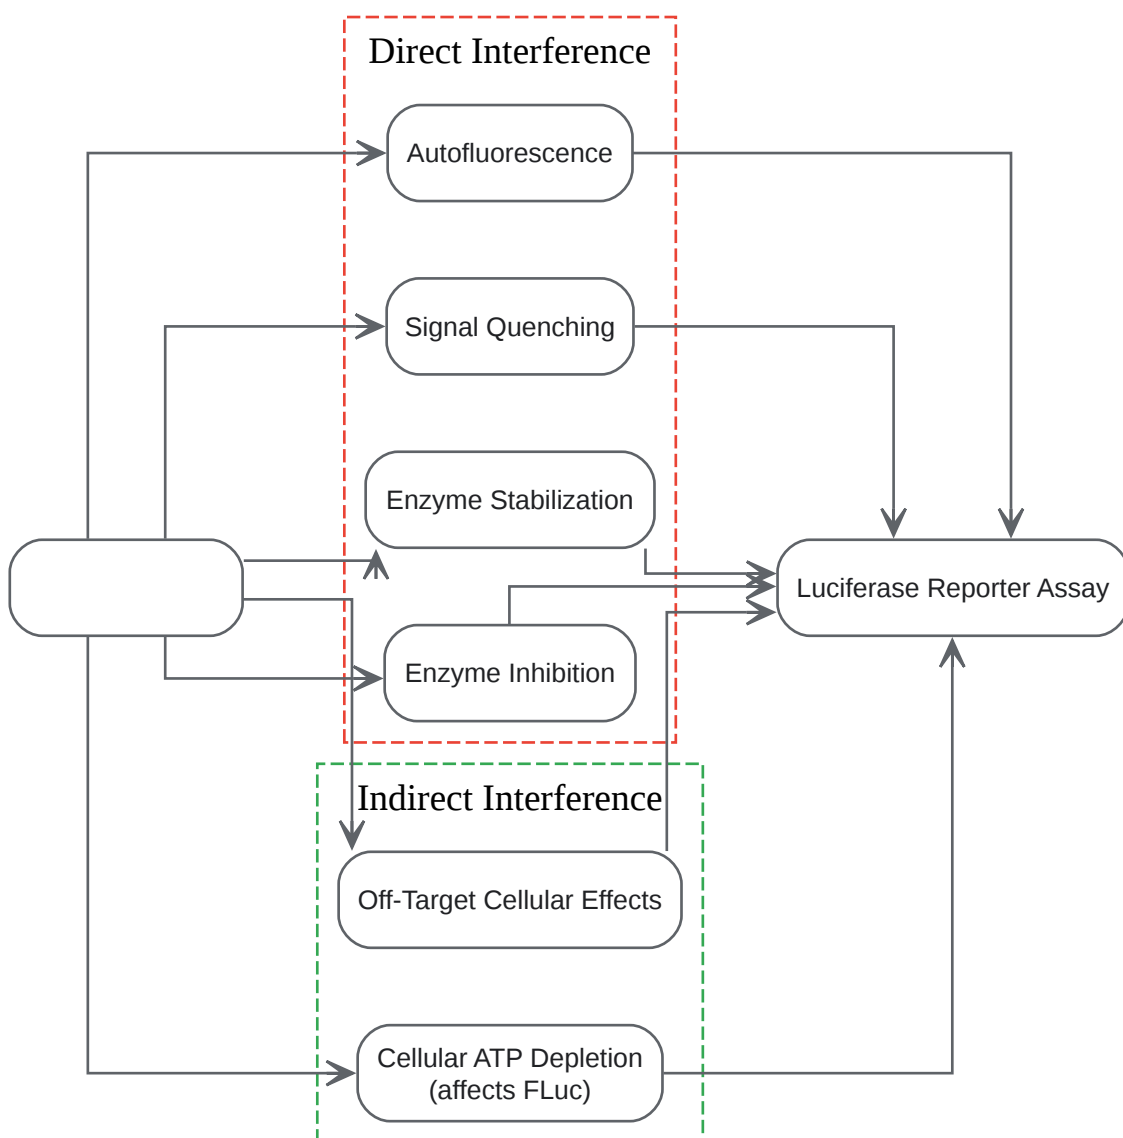 Direct Interference
Autofluorescence
Signal Quenching
Enzyme Stabilization
Luciferase Reporter Assay
Enzyme Inhibition
Indirect Interference
Off-Target Cellular Effects
Cellular ATP Depletion
(affects FLuc)